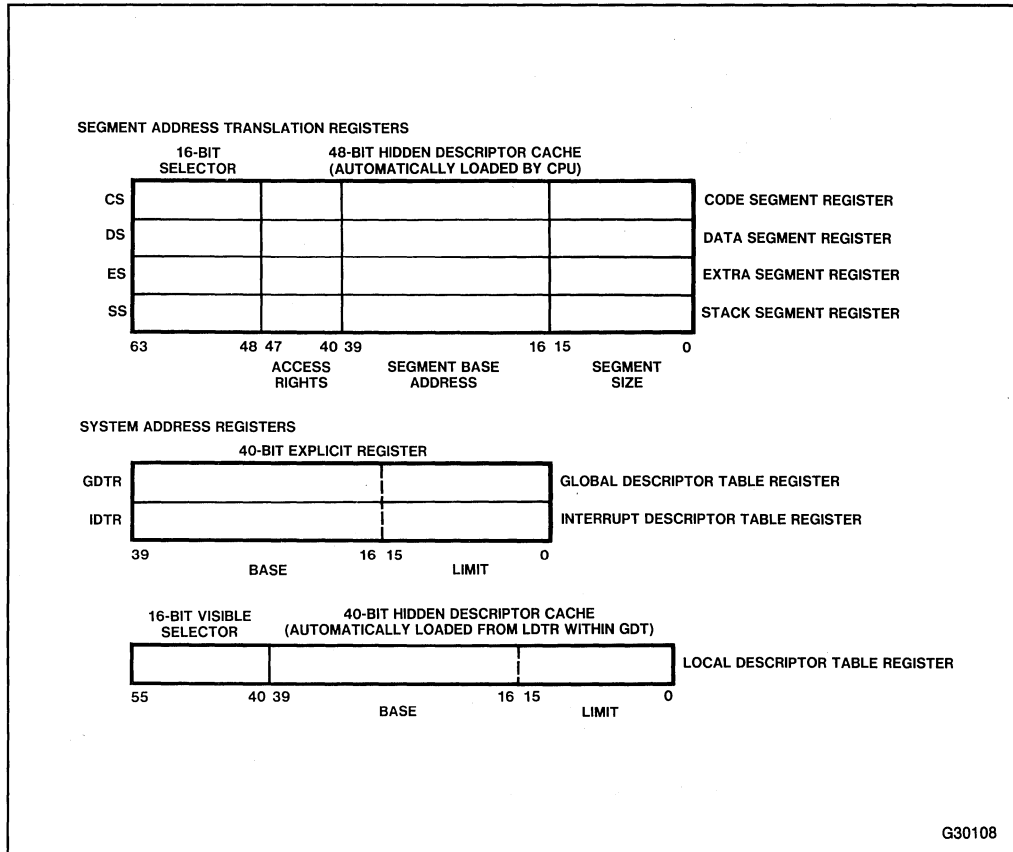 SEGMENT ADDRESS TRANSLATION REGISTERS
16-BIT
SELECTOR
48-BIT HIDDEN DESCRIPTOR CACHE
(AUTOMATICALLY LOADED BY CPU)
CS
CODE SEGMENT REGISTER
DS
DATA SEGMENT REGISTER
ES
EXTRA SEGMENT REGISTER
SS
STACK SEGMENT REGISTER
63 48 47 40 39 16 15 0
ACCESS
RIGHTS
SEGMENT BASE
ADDRESS
SEGMENT
SIZE
SYSTEM ADDRESS REGISTERS
40-BIT EXPLICIT REGISTER
GDTR
GLOBAL DESCRIPTOR TABLE REGISTER
IDTR
INTERRUPT DESCRIPTOR TABLE REGISTER
39 16 15 0
BASE LIMIT
16-BIT VISIBLE
SELECTOR
40-BIT HIDDEN DESCRIPTOR CACHE
(AUTOMATICALLY LOADED FROM LDTR WITHIN GDT)
LOCAL DESCRIPTOR TABLE REGISTER
55 40 39 16 15 0
BASE LIMIT
G30108